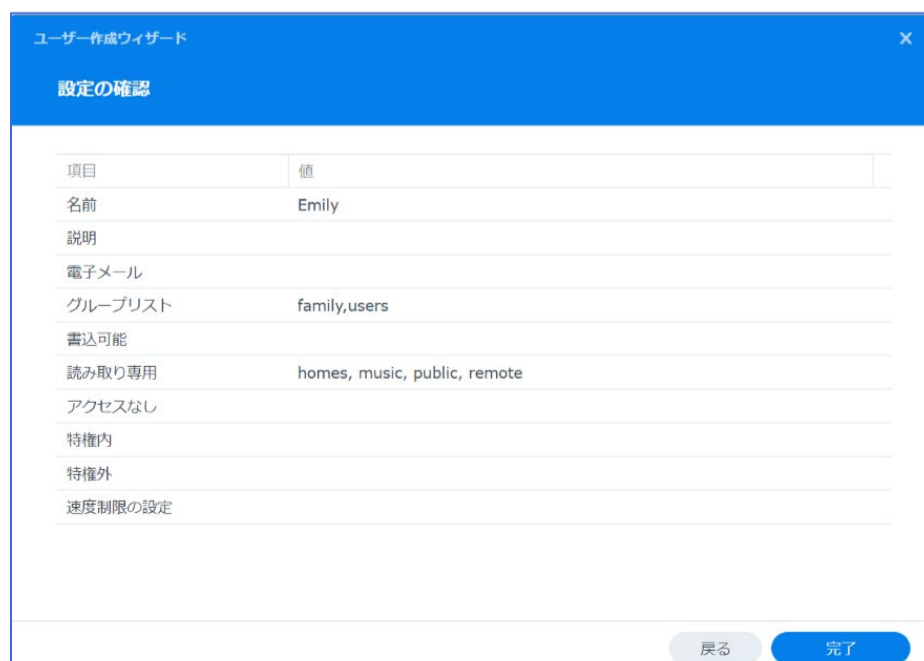 ユーザー作成ウィザード
設定の確認
項目 値
名前 Emily
説明
電子メール
グループリスト family,users
書込可能
読み取り専用 homes, music, public, remote
アクセスなし
特権内
特権外
速度制限の設定
戻る 完了